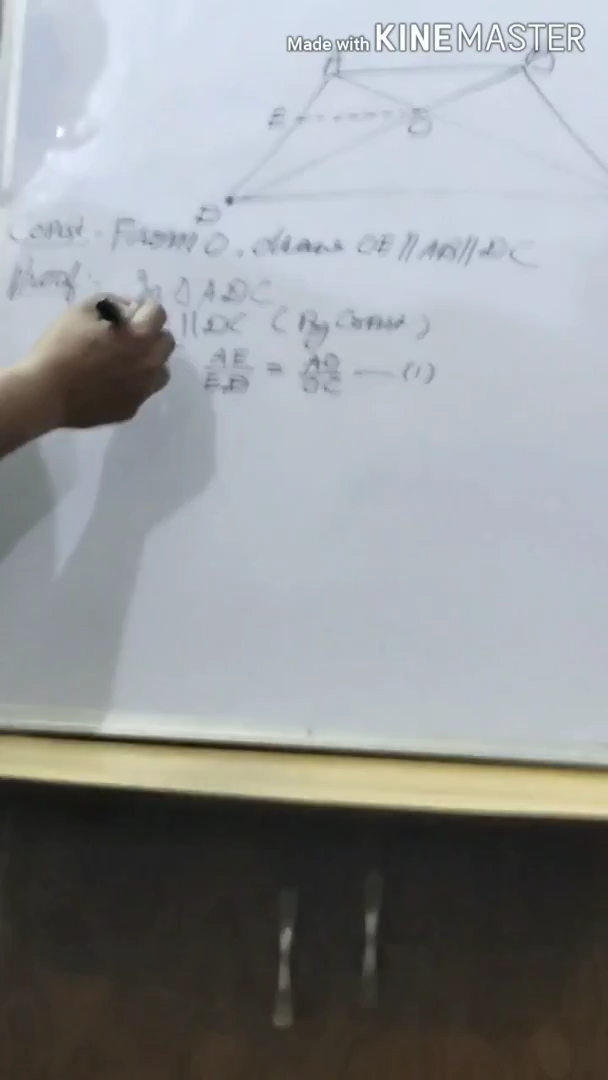 Made with KINEMASTER
A
E
O
D
Const. - From O, draw OE || AB || DC
Proof :- In Δ ADC
|| DC ( By Const )
AE/ED = AO/OC — (1)